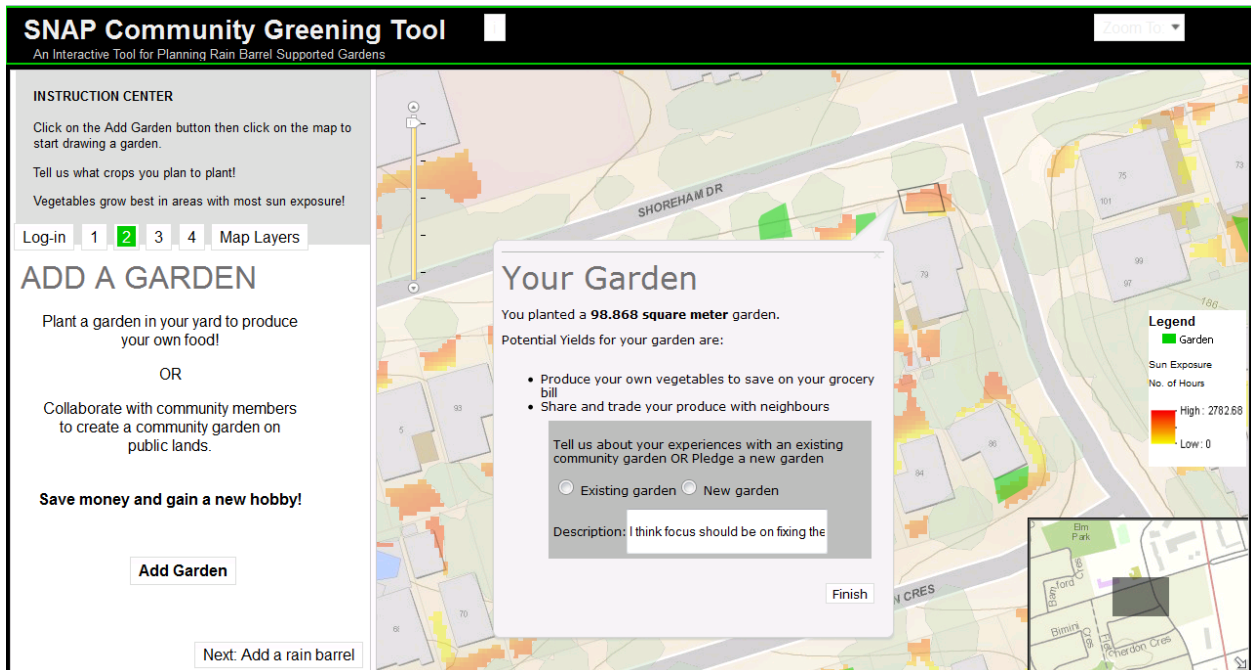 SNAP Community Greening Tool
An Interactive Tool for Planning Rain Barrel Supported Gardens
Zoom To:
INSTRUCTION CENTER
Click on the Add Garden button then click on the map to
start drawing a garden.
Tell us what crops you plan to plant!
Vegetables grow best in areas with most sun exposure!
Log-in 1 2 3 4 Map Layers
ADD A GARDEN
Plant a garden in your yard to produce
your own food!
OR
Collaborate with community members
to create a community garden on
public lands.
Save money and gain a new hobby!
Add Garden
Next: Add a rain barrel
SHOREHAM DR
75
73
101
99
97
186
79
93
5
86
84
70
Your Garden
You planted a 98.868 square meter garden.
Potential Yields for your garden are:
• Produce your own vegetables to save on your grocery
bill
• Share and trade your produce with neighbours
Tell us about your experiences with an existing
community garden OR Pledge a new garden
Existing garden New garden
Description: I think focus should be on fixing the
Finish
N CRES
Legend
Garden
Sun Exposure
No. of Hours
High : 2782.68
Low : 0
Elm
Park
Bimini
Cres